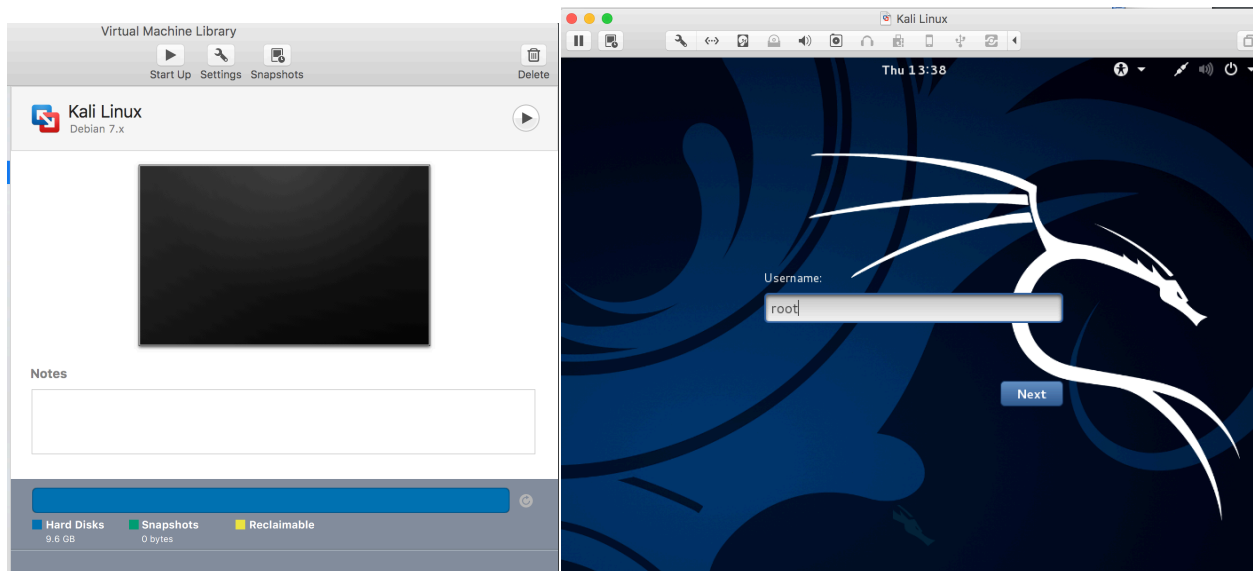 Virtual Machine Library
Start Up Settings Snapshots Delete
Kali Linux
Debian 7.x
Notes
Hard Disks Snapshots Reclaimable
9.6 GB 0 bytes
Kali Linux
Thu 13:38
Username:
root
Next